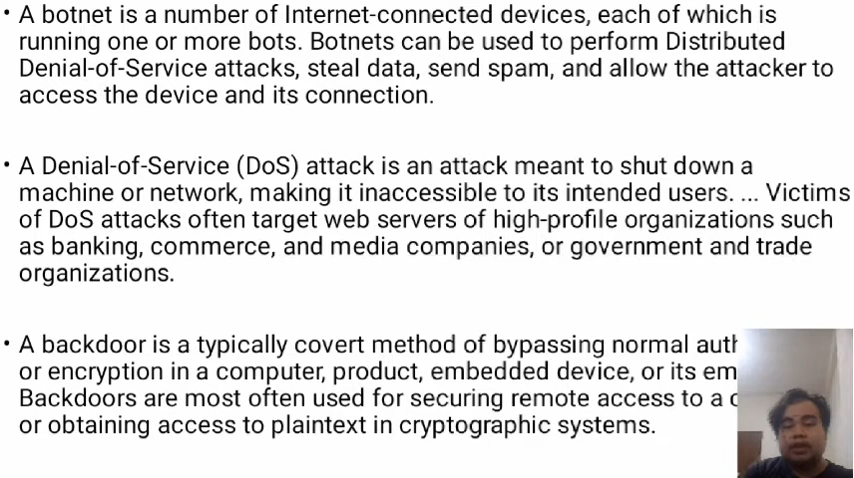 • A botnet is a number of Internet-connected devices, each of which is
running one or more bots. Botnets can be used to perform Distributed
Denial-of-Service attacks, steal data, send spam, and allow the attacker to
access the device and its connection.
• A Denial-of-Service (DoS) attack is an attack meant to shut down a
machine or network, making it inaccessible to its intended users. ... Victims
of DoS attacks often target web servers of high-profile organizations such
as banking, commerce, and media companies, or government and trade
organizations.
• A backdoor is a typically covert method of bypassing normal
or encryption in a computer, product, embedded device, or its
Backdoors are most often used for securing remote access to a
or obtaining access to plaintext in cryptographic systems.